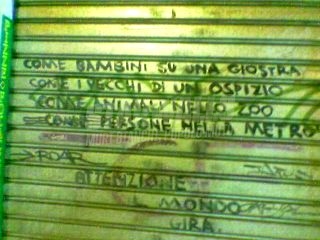 COME BAMBINI SU UNA GIOSTRA
COME I VECCHI DI UN OSPIZIO
COME ANIMALI NELLO ZOO
COME PERSONE NELLA METRO'
ATTENZIONE
IL MONDO
GIRA.